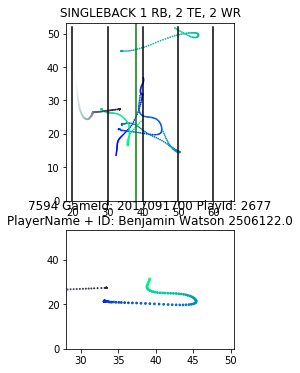 SINGLEBACK 1 RB, 2 TE, 2 WR
50
40
30
20
10
0
20 30 40 50 60
7594 GameId: 2017091700 PlayId: 2677
PlayerName + ID: Benjamin Watson 2506122.0
40
20
0
30 35 40 45 50